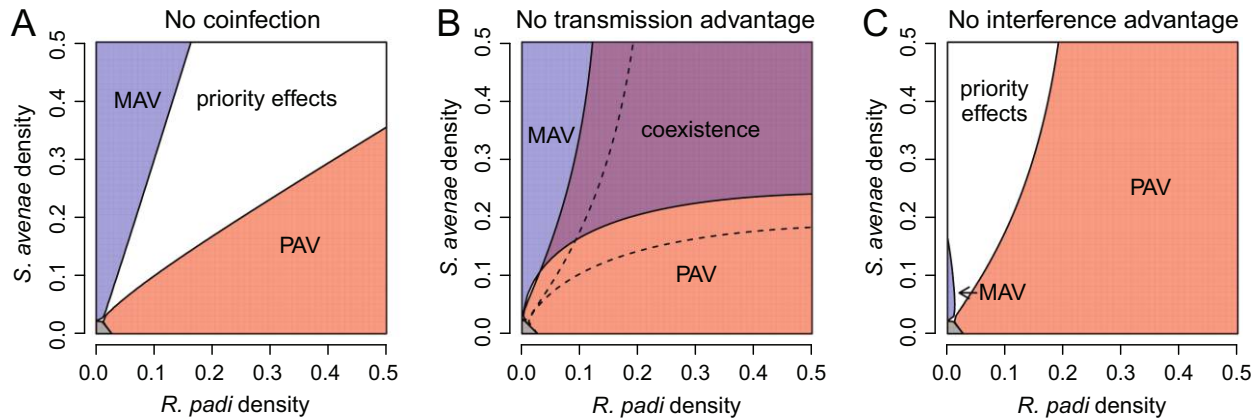 A
No coinfection
S. avenae density
0.5
0.4
0.3
0.2
0.1
0.0
MAV
priority effects
PAV
0.0 0.1 0.2 0.3 0.4 0.5
R. padi density
B
No transmission advantage
S. avenae density
0.5
0.4
0.3
0.2
0.1
0.0
MAV
coexistence
PAV
0.0 0.1 0.2 0.3 0.4 0.5
R. padi density
C
No interference advantage
S. avenae density
0.5
0.4
0.3
0.2
0.1
0.0
priority
effects
PAV
MAV
0.0 0.1 0.2 0.3 0.4 0.5
R. padi density